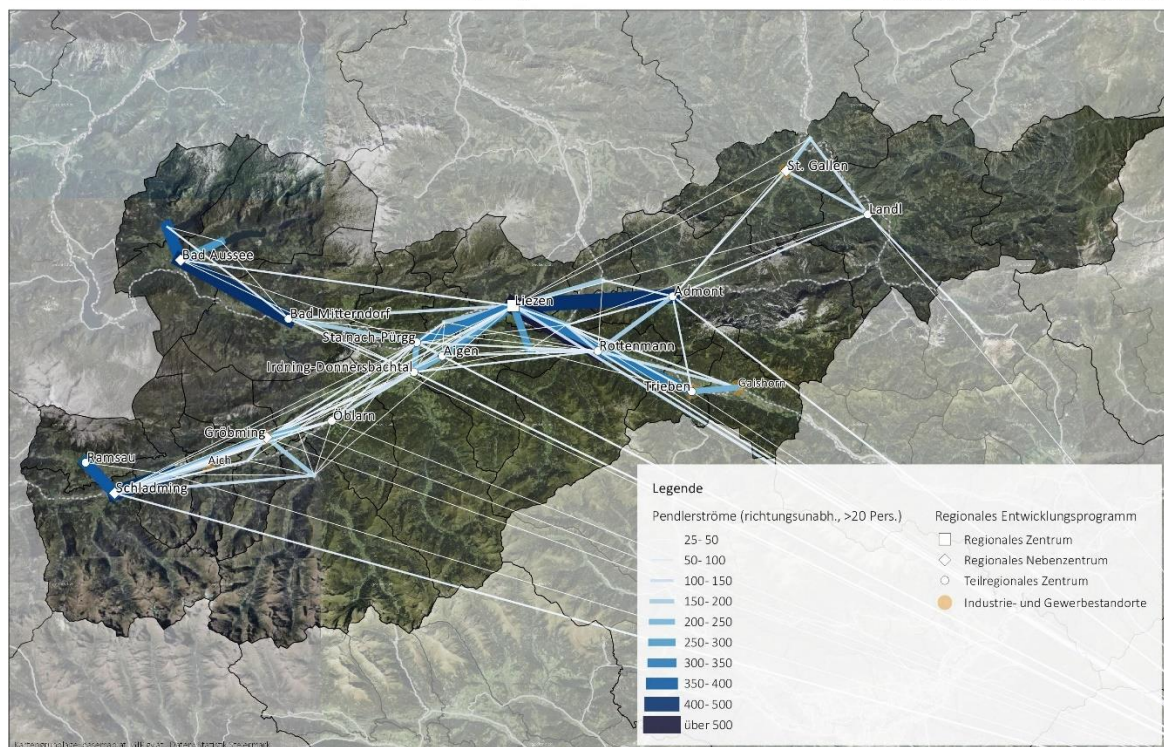 St. Gallen
Landl
Bad Aussee
Liezen
Admont
Bad Mitterndorf
Stainach-Pürgg
Aigen
Rottenmann
Irdning-Donnersbachtal
Trieben
Gaishorn
Öblarn
Gröbming
Ramsau
Aich
Schladming
Legende
Pendlerströme (richtungsunabh., >20 Pers.)
25- 50
50- 100
100- 150
150- 200
200- 250
250- 300
300- 350
350- 400
400- 500
über 500
Regionales Entwicklungsprogramm
Regionales Zentrum
Regionales Nebenzentrum
Teilregionales Zentrum
Industrie- und Gewerbestandorte